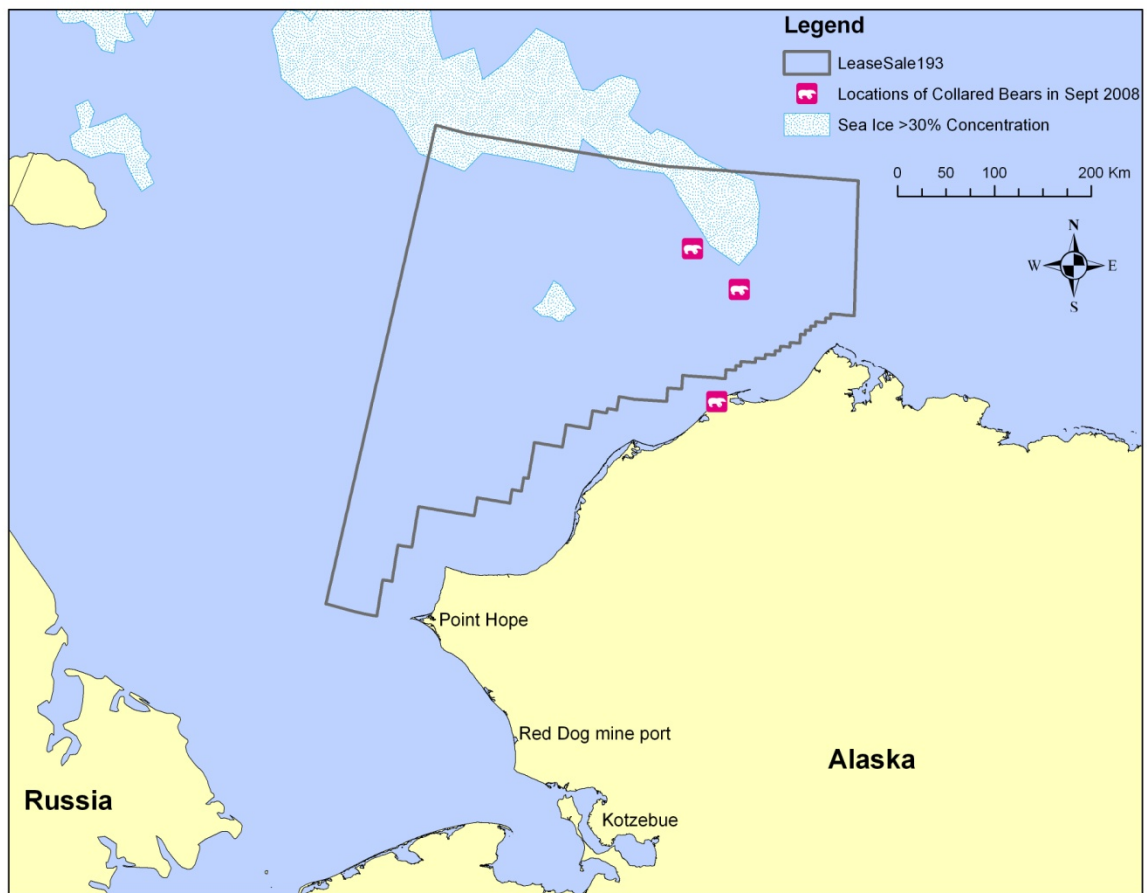 Legend
LeaseSale193
Locations of Collared Bears in Sept 2008
Sea Ice >30% Concentration
0 50 100 200 Km
N
W E
S
Point Hope
Red Dog mine port
Alaska
Russia
Kotzebue